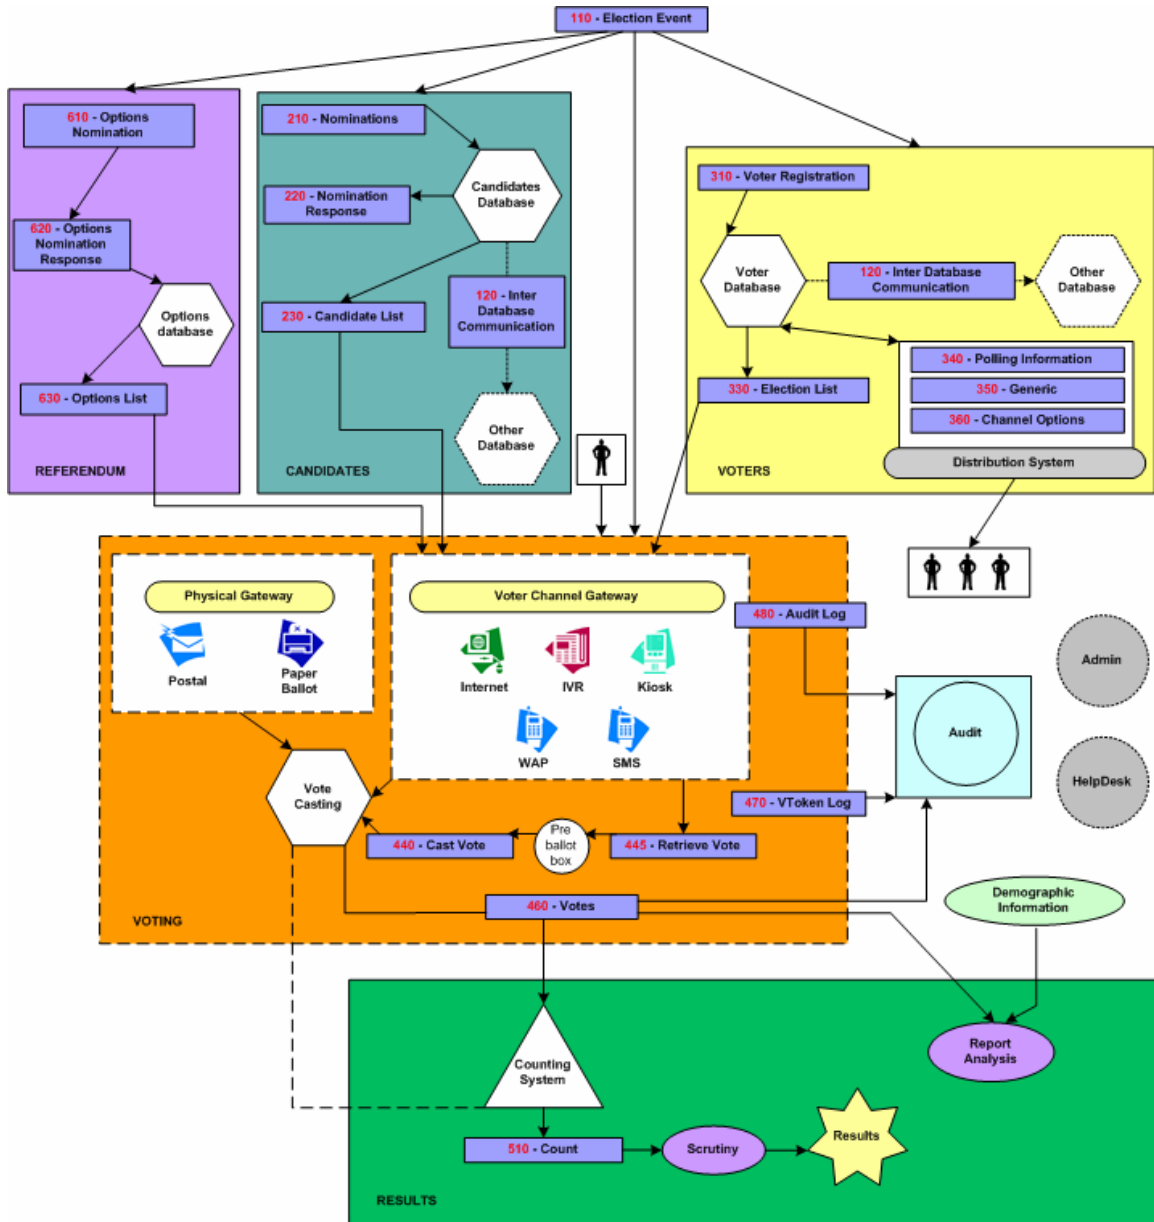 110 - Election Event
610 - Options
Nomination
620 - Options
Nomination
Response
Options
database
630 - Options List
REFERENDUM
210 - Nominations
Candidates
Database
220 - Nomination
Response
120 - Inter
Database
Communication
230 - Candidate List
Other
Database
CANDIDATES
310 - Voter Registration
Voter
Database
120 - Inter Database
Communication
Other
Database
340 - Polling Information
350 - Generic
360 - Channel Options
330 - Election List
Distribution System
VOTERS
Physical Gateway
Postal
Paper
Ballot
Voter Channel Gateway
Internet
IVR
Kiosk
WAP
SMS
480 - Audit Log
Admin
Audit
HelpDesk
470 - VToken Log
Vote
Casting
440 - Cast Vote
Pre
ballot
box
445 - Retrieve Vote
460 - Votes
VOTING
Demographic
Information
Counting
System
Report
Analysis
510 - Count
Scrutiny
Results
RESULTS